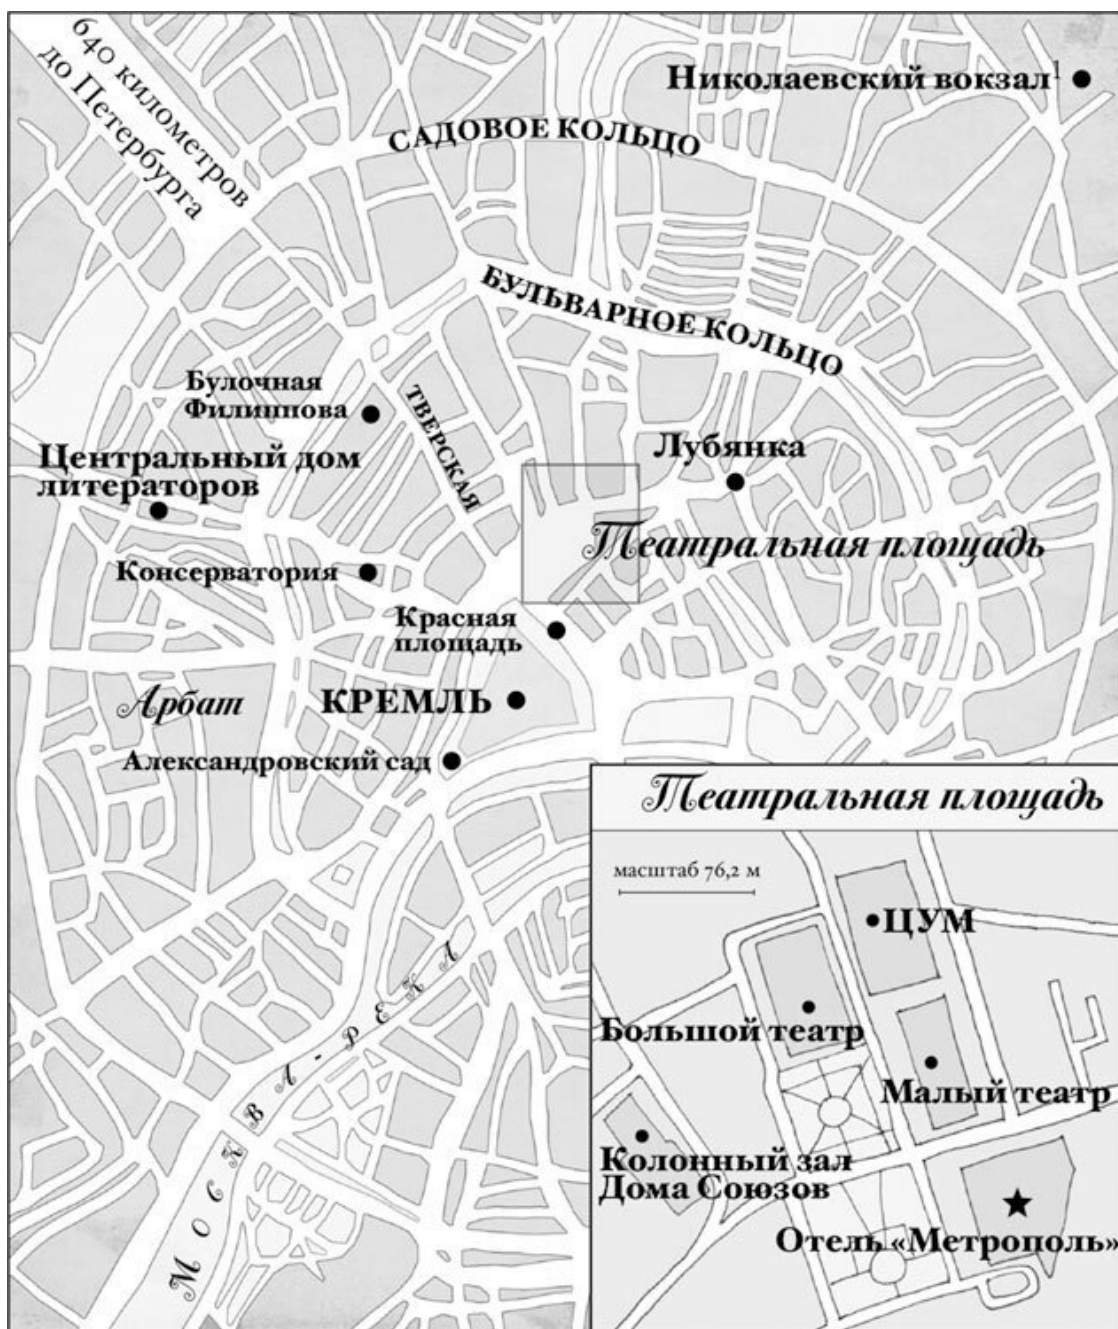 640 километров
до Петербурга
Николаевский вокзал¹
САДОВОЕ КОЛЬЦО
БУЛЬВАРНОЕ КОЛЬЦО
Булочная
Филиппова
ТВЕРСКАЯ
Лубянка
Центральный дом
литераторов
Театральная площадь
Консерватория
Красная
площадь
Арбат
КРЕМЛЬ
Александровский сад
МОСКВА-РЕКА
Театральная площадь
масштаб 76,2 м
ЦУМ
Большой театр
Малый театр
Колонный зал
Дома Союзов
Отель «Метрополь»